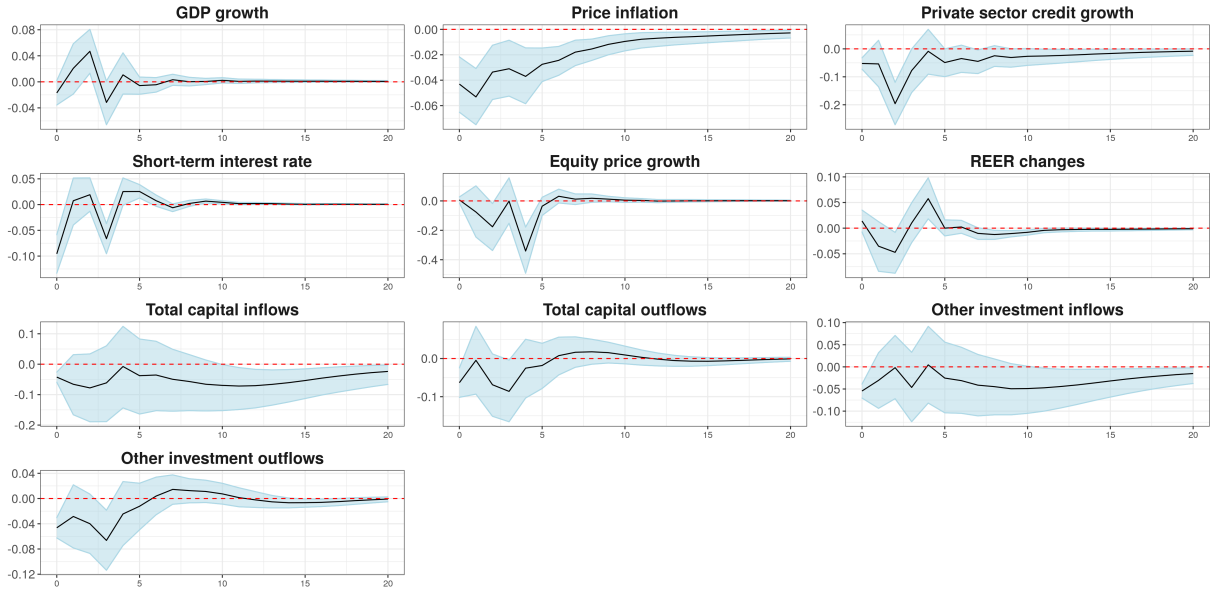 GDP growth
0.08
0.04
0.00
-0.04
0 5 10 15 20
Price inflation
0.00
-0.02
-0.04
-0.06
0 5 10 15 20
Private sector credit growth
0.0
-0.1
-0.2
0 5 10 15 20
Short-term interest rate
0.05
0.00
-0.05
-0.10
0 5 10 15 20
Equity price growth
0.0
-0.2
-0.4
0 5 10 15 20
REER changes
0.10
0.05
0.00
-0.05
0 5 10 15 20
Total capital inflows
0.1
0.0
-0.1
-0.2
0 5 10 15 20
Total capital outflows
0.0
-0.1
0 5 10 15 20
Other investment inflows
0.10
0.05
0.00
-0.05
-0.10
0 5 10 15 20
Other investment outflows
0.04
0.00
-0.04
-0.08
-0.12
0 5 10 15 20